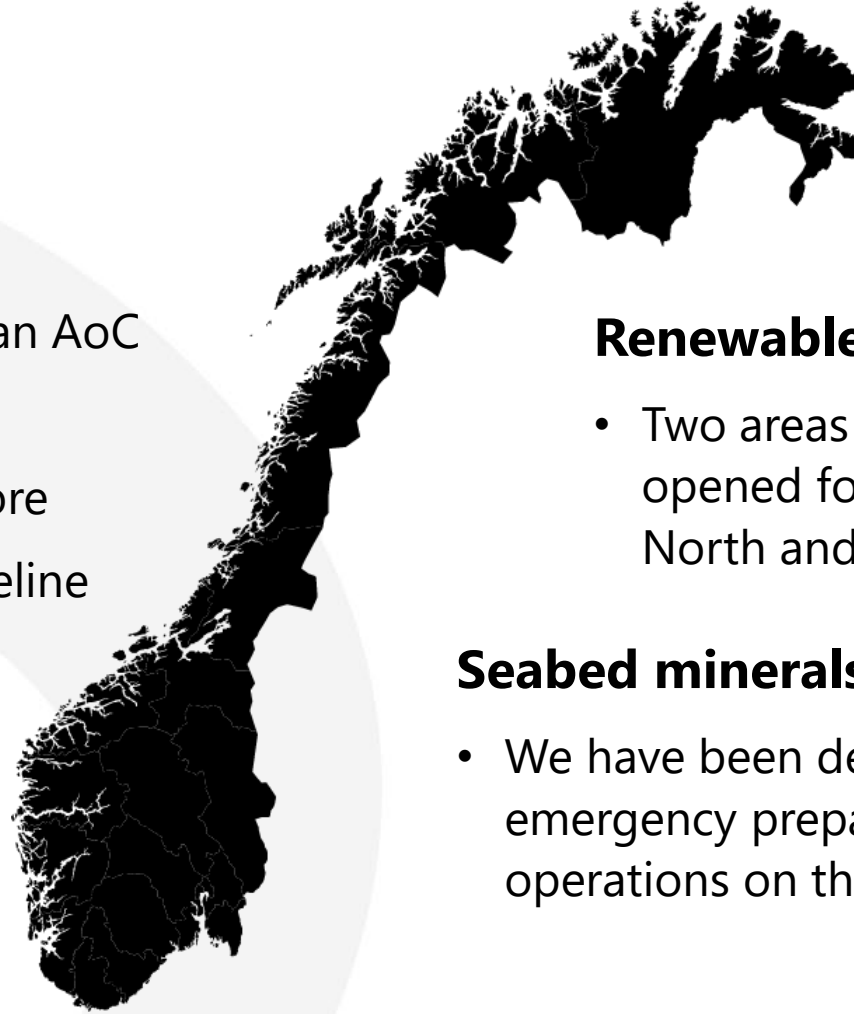 an AoC
ore
eline
Renewable
• Two areas
opened fo
North and
Seabed minerals
• We have been de
emergency prepa
operations on th